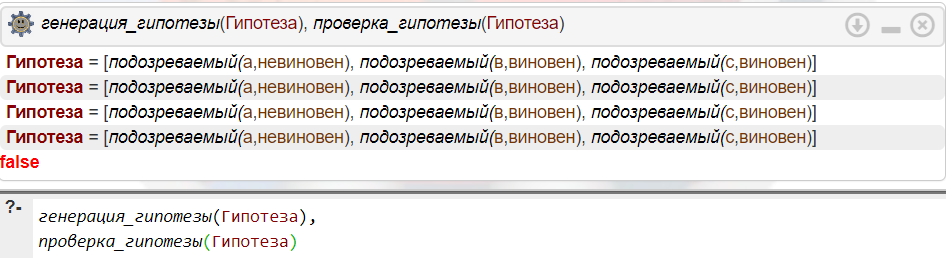 генерация_гипотезы(Гипотеза), проверка_гипотезы(Гипотеза)
Гипотеза = [подозреваемый(а,невиновен), подозреваемый(в,виновен), подозреваемый(с,виновен)]
Гипотеза = [подозреваемый(а,невиновен), подозреваемый(в,виновен), подозреваемый(с,виновен)]
Гипотеза = [подозреваемый(а,невиновен), подозреваемый(в,виновен), подозреваемый(с,виновен)]
Гипотеза = [подозреваемый(а,невиновен), подозреваемый(в,виновен), подозреваемый(с,виновен)]
false
?- генерация_гипотезы(Гипотеза),
проверка_гипотезы(Гипотеза)